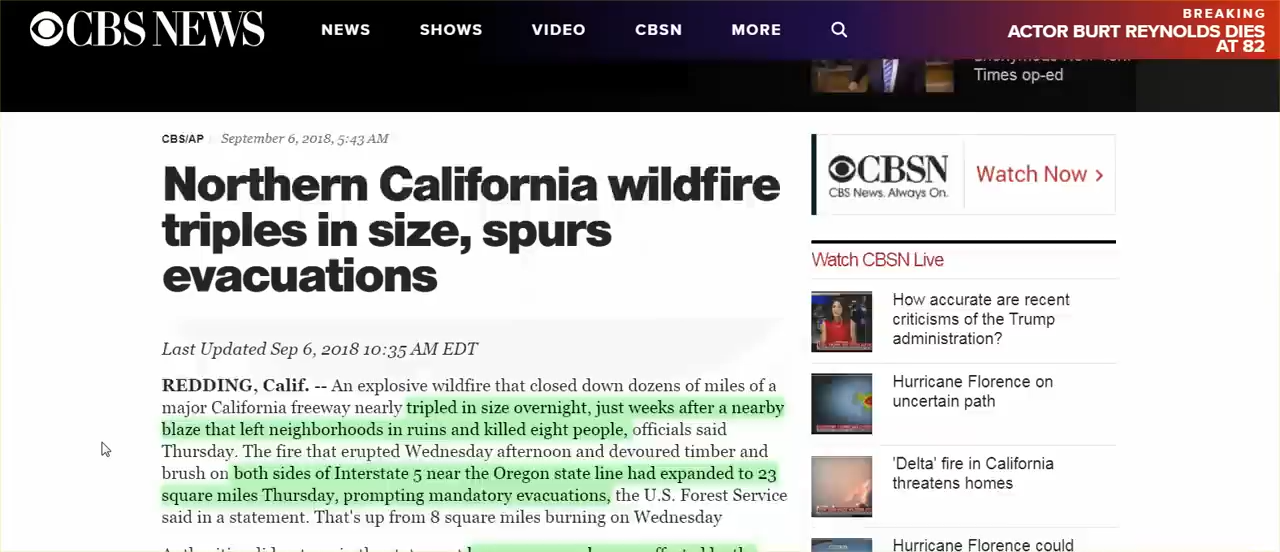 CBS NEWS
NEWS
SHOWS
VIDEO
CBSN
MORE
BREAKING
ACTOR BURT REYNOLDS DIES
AT 82
Times op-ed
CBS/AP
September 6, 2018, 5:43 AM
Northern California wildfire
triples in size, spurs
evacuations
Last Updated Sep 6, 2018 10:35 AM EDT
REDDING, Calif. -- An explosive wildfire that closed down dozens of miles of a
major California freeway nearly tripled in size overnight, just weeks after a nearby
blaze that left neighborhoods in ruins and killed eight people, officials said
Thursday. The fire that erupted Wednesday afternoon and devoured timber and
brush on both sides of Interstate 5 near the Oregon state line had expanded to 23
square miles Thursday, prompting mandatory evacuations, the U.S. Forest Service
said in a statement. That's up from 8 square miles burning on Wednesday
CBSN
CBS News. Always On.
Watch Now >
Watch CBSN Live
How accurate are recent
criticisms of the Trump
administration?
Hurricane Florence on
uncertain path
'Delta' fire in California
threatens homes
Hurricane Florence could